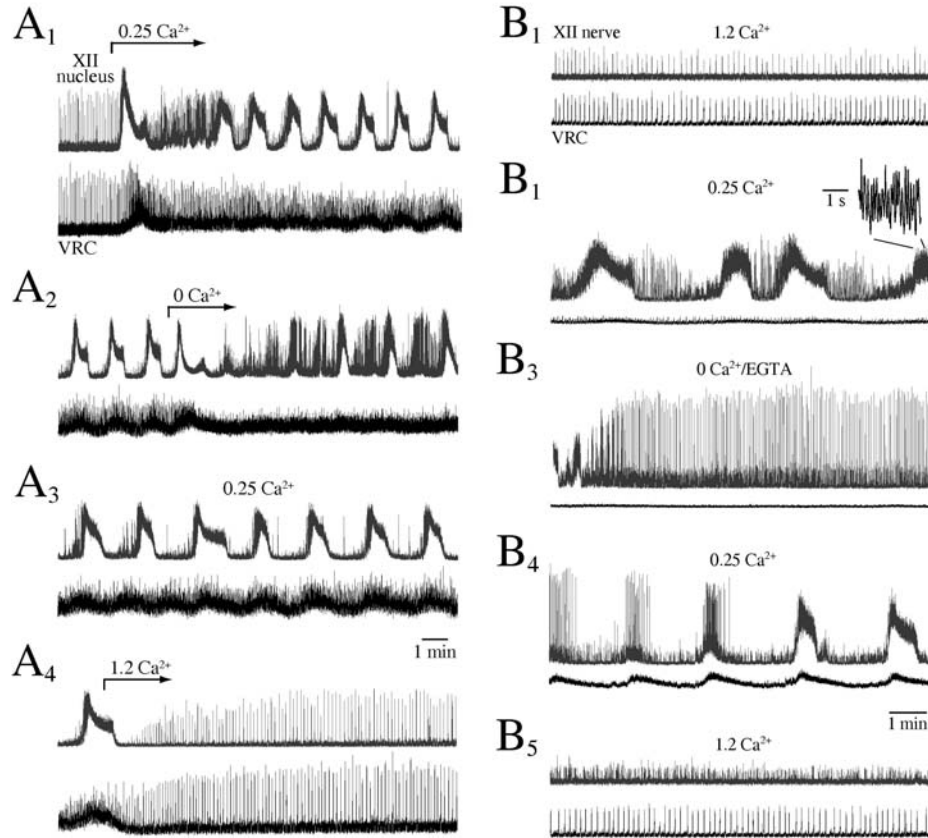 A1
0.25 Ca2+
XII
nucleus
VRC
A2
0 Ca2+
A3
0.25 Ca2+
1 min
A4
1.2 Ca2+
B1
XII nerve
1.2 Ca2+
VRC
B1
0.25 Ca2+
1 s
B3
0 Ca2+/EGTA
B4
0.25 Ca2+
1 min
B5
1.2 Ca2+